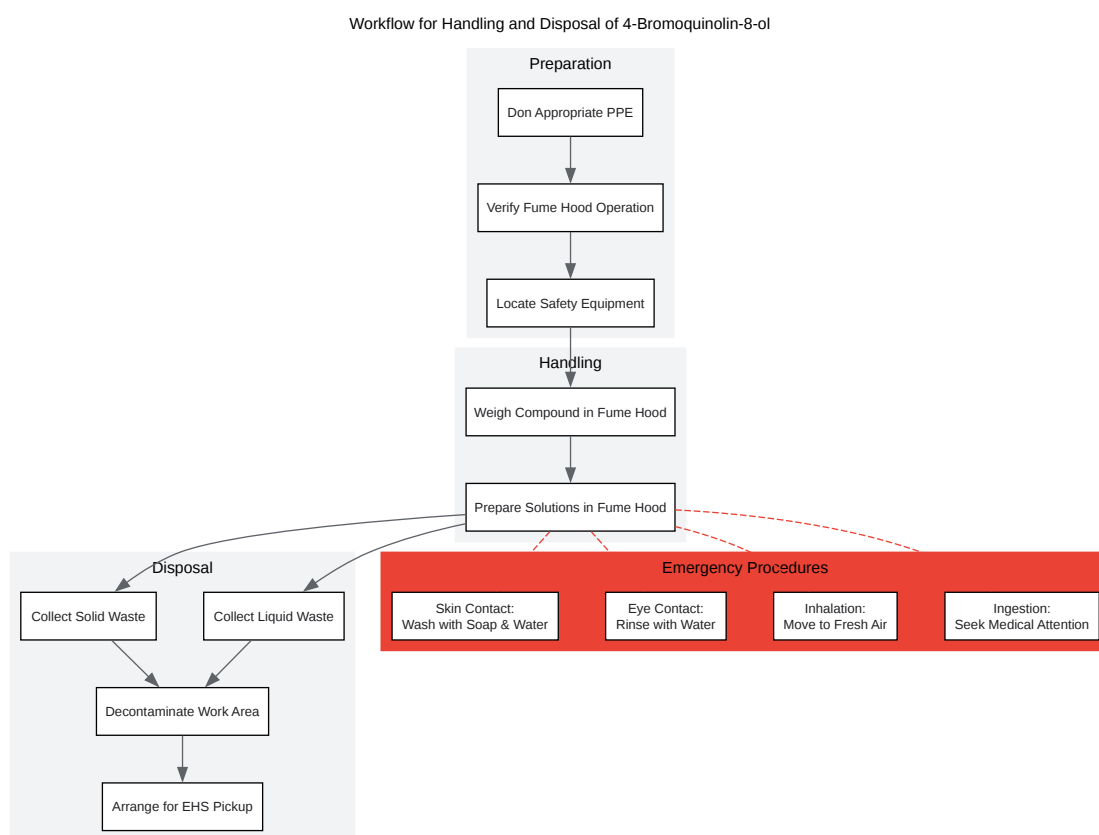 Workflow for Handling and Disposal of 4-Bromoquinolin-8-ol
Preparation
Don Appropriate PPE
Verify Fume Hood Operation
Locate Safety Equipment
Handling
Weigh Compound in Fume Hood
Prepare Solutions in Fume Hood
Disposal
Collect Solid Waste
Collect Liquid Waste
Decontaminate Work Area
Arrange for EHS Pickup
Emergency Procedures
Skin Contact:
Wash with Soap & Water
Eye Contact:
Rinse with Water
Inhalation:
Move to Fresh Air
Ingestion:
Seek Medical Attention